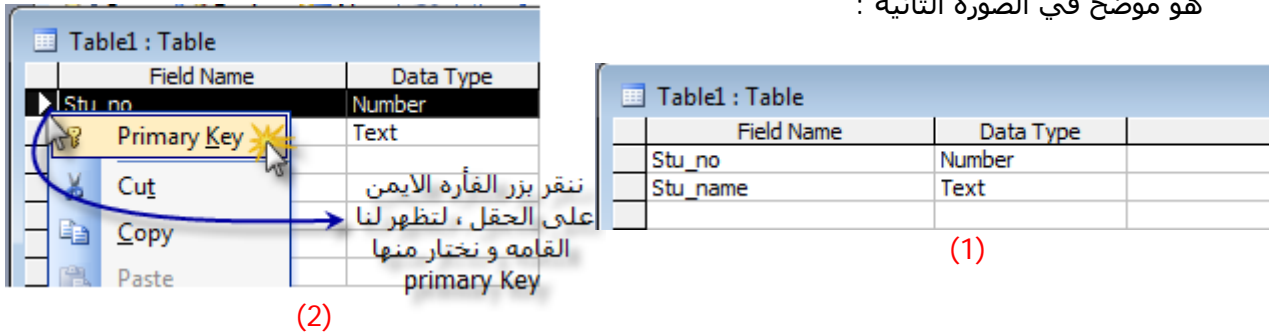 هو موضح في الصورة الثانية :
Table1 : Table
Field Name Data Type
Stu_no Number
Stu_name Text
(1)
Table1 : Table
Field Name Data Type
Stu_no Number
Primary Key Text
Cut
Copy
Paste
ننقر بزر الفأره الايمن
على الحقل ، لتظهر لنا
القامه و نختار منها
primary Key
(2)